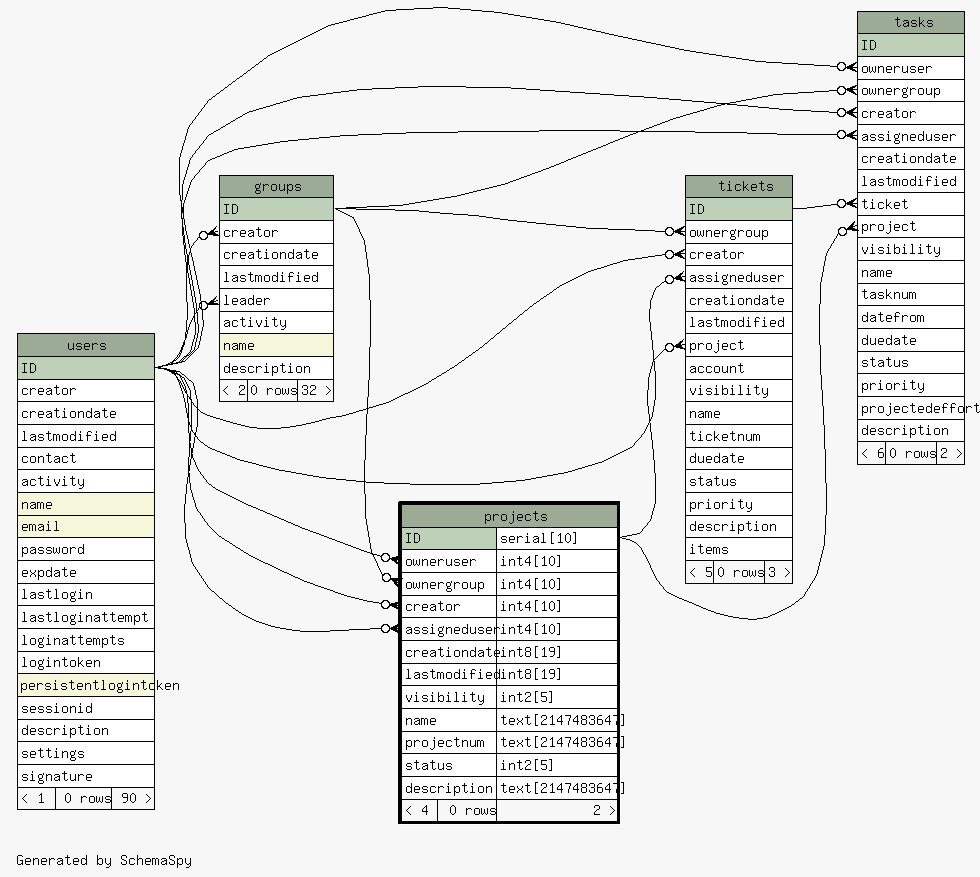 tasks
ID
owneruser
ownergroup
creator
assigneduser
creationdate
lastmodified
ticket
project
visibility
name
tasknum
datefrom
duedate
status
priority
projectedeffort
description
< 6 0 rows 2 >
groups
ID
creator
creationdate
lastmodified
leader
activity
name
description
< 2 0 rows 32 >
tickets
ID
ownergroup
creator
assigneduser
creationdate
lastmodified
project
account
visibility
name
ticketnum
duedate
status
priority
description
items
< 5 0 rows 3 >
users
ID
creator
creationdate
lastmodified
contact
activity
name
email
password
expdate
lastlogin
lastloginattempt
loginattempts
logintoken
persistentlogintoken
sessionid
description
settings
signature
< 1 0 rows 90 >
projects
ID serial[10]
owneruser int4[10]
ownergroup int4[10]
creator int4[10]
assigneduser int4[10]
creationdate int8[19]
lastmodified int8[19]
visibility int2[5]
name text[2147483647]
projectnum text[2147483647]
status int2[5]
description text[2147483647]
< 4 0 rows 2 >
Generated by SchemaSpy